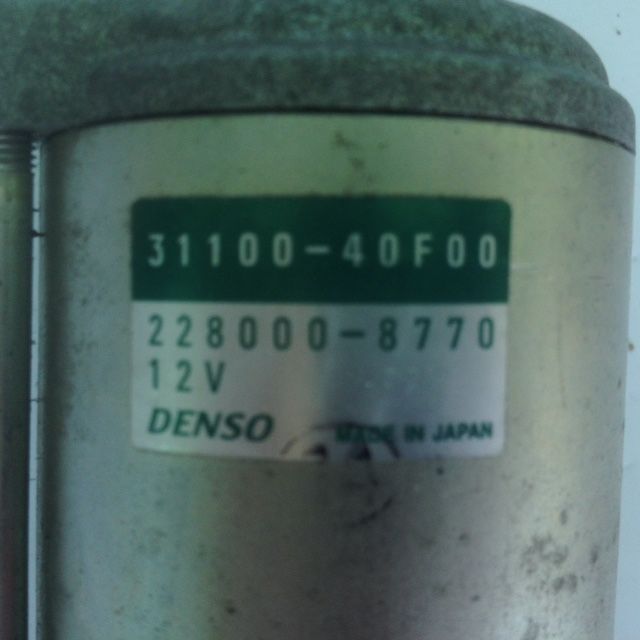 31100-40F00
228000-8770
12V
DENSO
MADE IN JAPAN